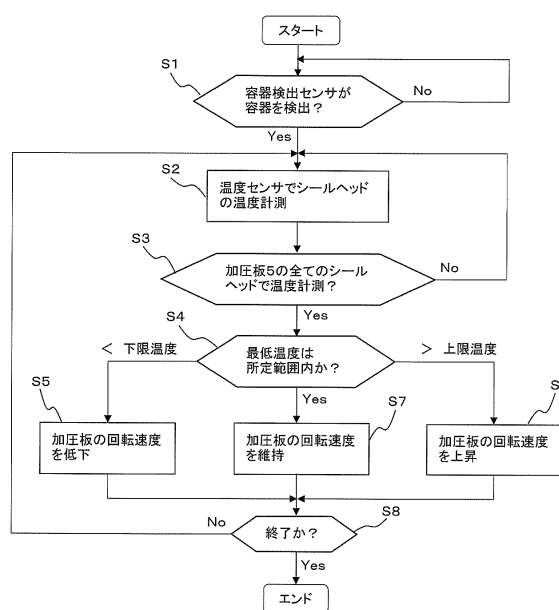 スタート
S1
容器検出センサが
容器を検出？
No
Yes
S2
温度センサでシールヘッド
の温度計測
S3
加圧板5の全てのシール
ヘッドで温度計測？
No
Yes
S4
＜ 下限温度
最低温度は
所定範囲内か？
＞ 上限温度
S5
Yes
S7
S
加圧板の回転速度
を低下
加圧板の回転速度
を維持
加圧板の回転速度
を上昇
No
S8
終了か？
Yes
エンド